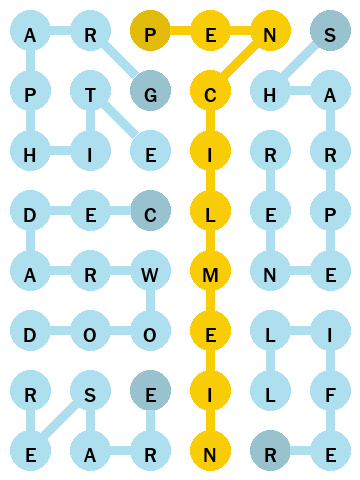 A R P E N S
P T G C H A
H I E I R R
D E C L E P
A R W M N E
D O O E L I
R S E I L F
E A R N R E